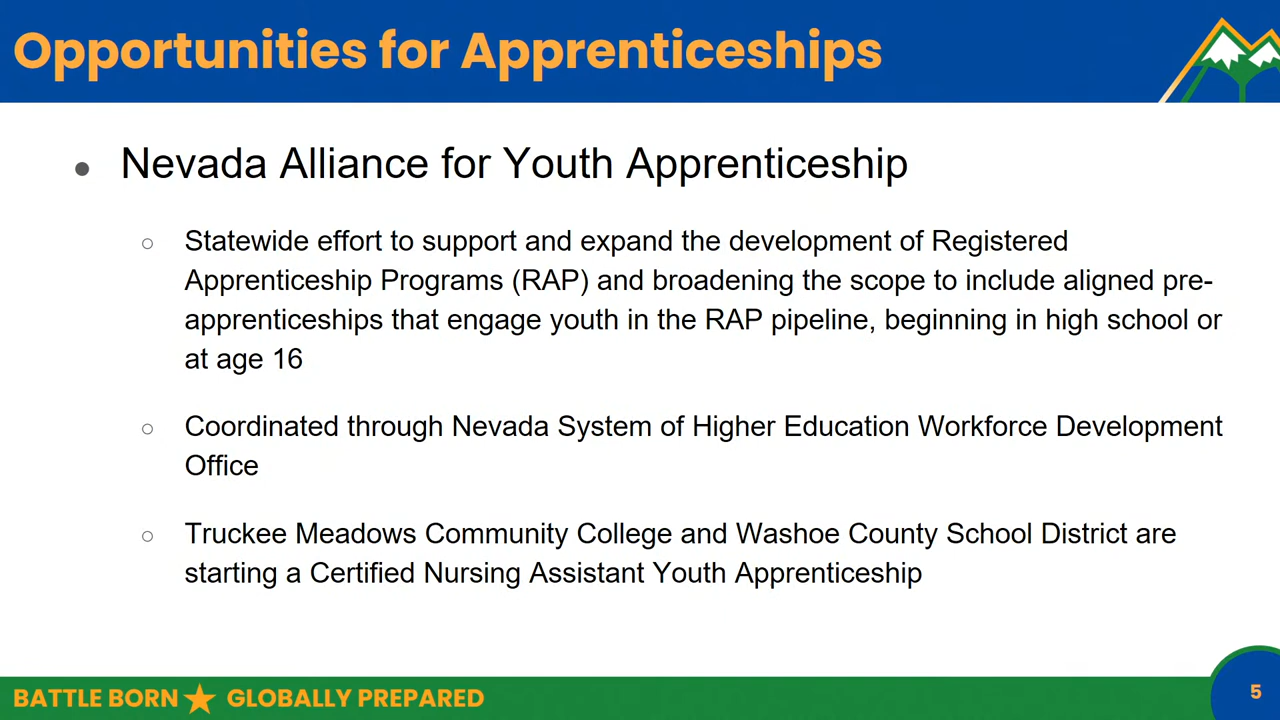 Opportunities for Apprenticeships
● Nevada Alliance for Youth Apprenticeship
○ Statewide effort to support and expand the development of Registered
Apprenticeship Programs (RAP) and broadening the scope to include aligned pre-
apprenticeships that engage youth in the RAP pipeline, beginning in high school or
at age 16
○ Coordinated through Nevada System of Higher Education Workforce Development
Office
○ Truckee Meadows Community College and Washoe County School District are
starting a Certified Nursing Assistant Youth Apprenticeship
BATTLE BORN ★ GLOBALLY PREPARED
5